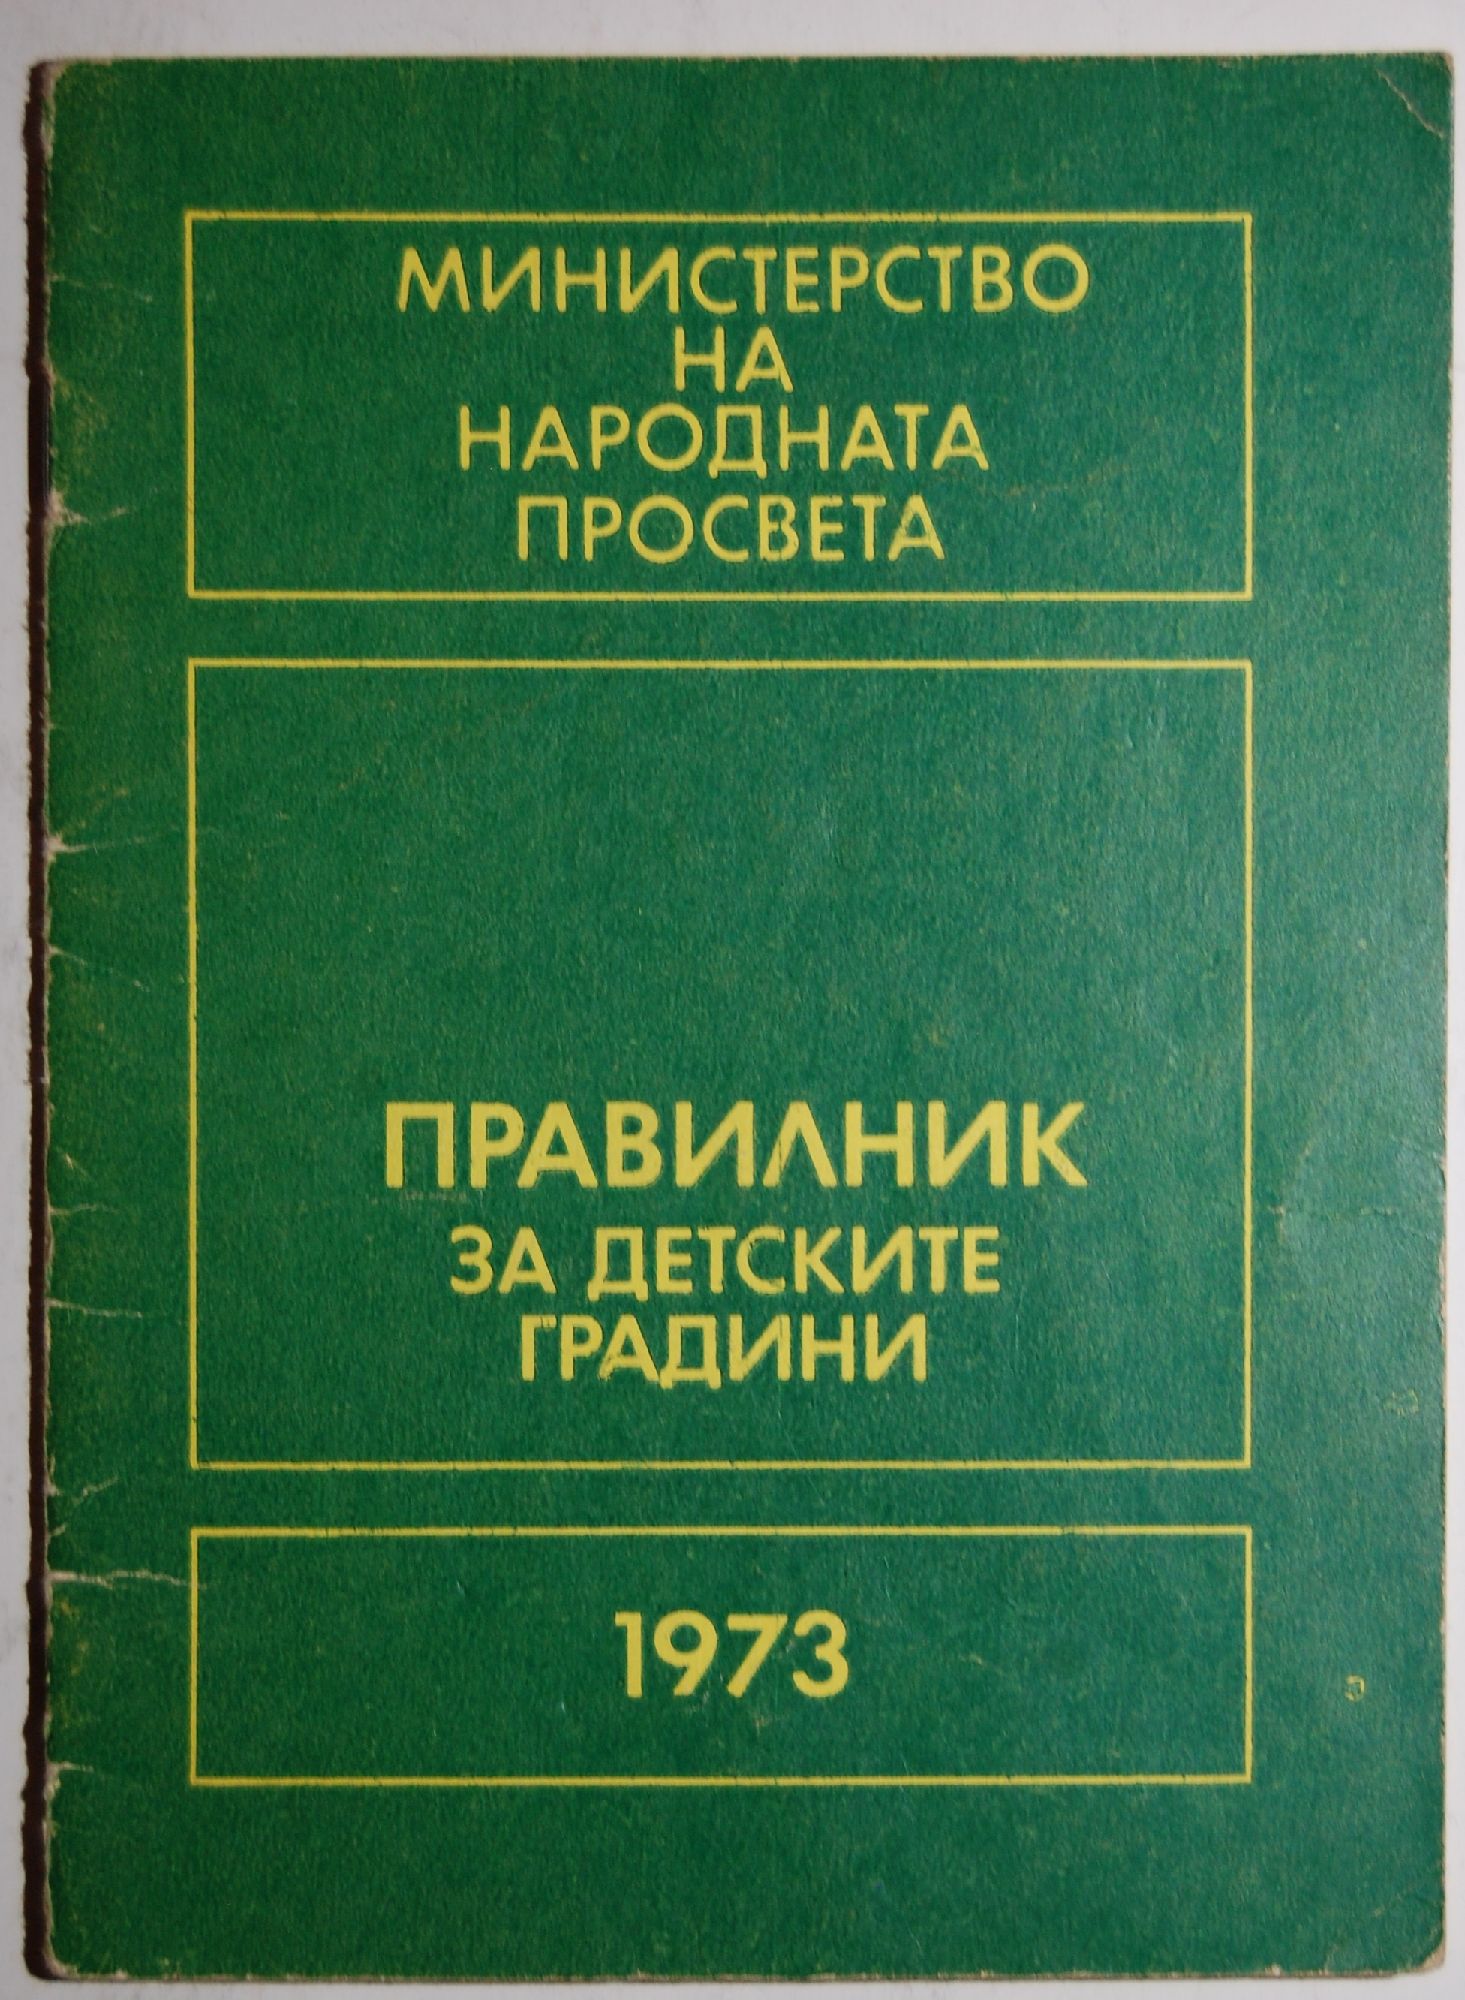 МИНИСТЕРСТВО
НА
НАРОДНАТА
ПРОСВЕТА
ПРАВИЛНИК
ЗА ДЕТСКИТЕ
ГРАДИНИ
1973